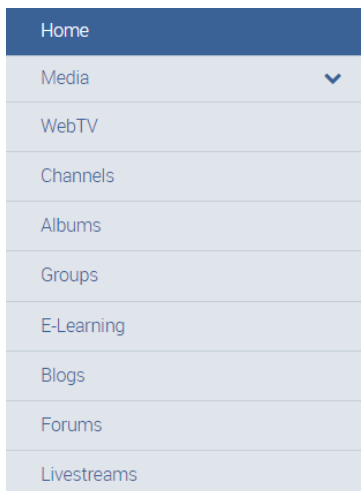 Home
Media
WebTV
Channels
Albums
Groups
E-Learning
Blogs
Forums
Livestreams